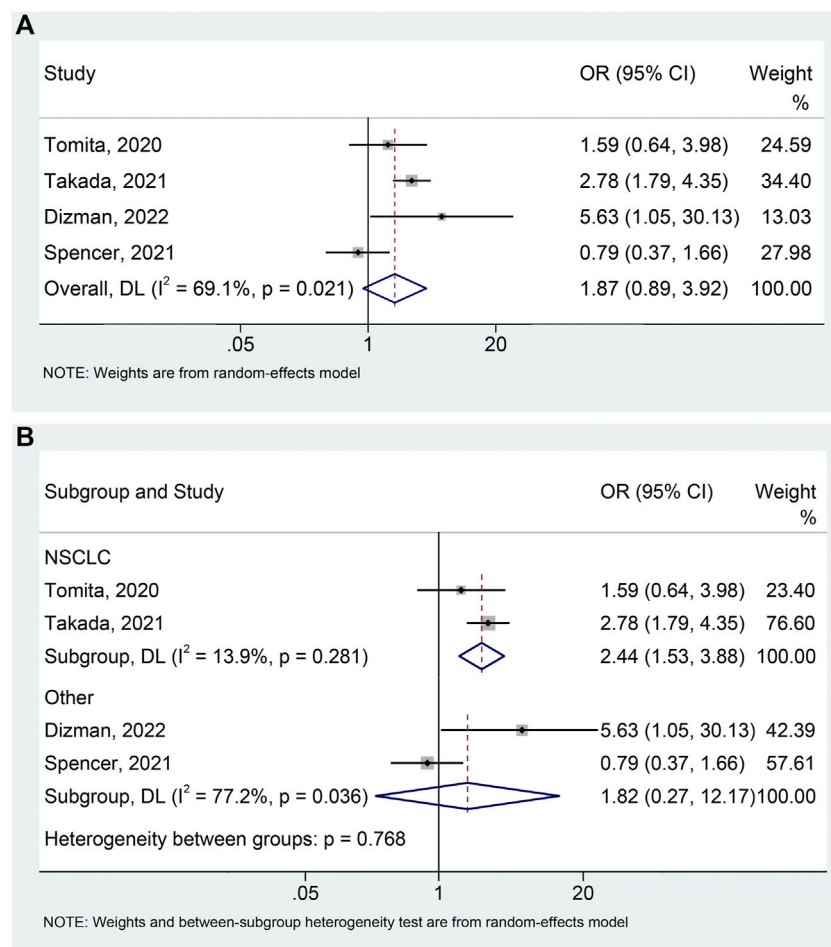 A
Study OR (95% CI) Weight
%
Tomita, 2020 1.59 (0.64, 3.98) 24.59
Takada, 2021 2.78 (1.79, 4.35) 34.40
Dizman, 2022 5.63 (1.05, 30.13) 13.03
Spencer, 2021 0.79 (0.37, 1.66) 27.98
Overall, DL (I² = 69.1%, p = 0.021) 1.87 (0.89, 3.92) 100.00
.05 1 20
NOTE: Weights are from random-effects model
B
Subgroup and Study OR (95% CI) Weight
%
NSCLC
Tomita, 2020 1.59 (0.64, 3.98) 23.40
Takada, 2021 2.78 (1.79, 4.35) 76.60
Subgroup, DL (I² = 13.9%, p = 0.281) 2.44 (1.53, 3.88) 100.00
Other
Dizman, 2022 5.63 (1.05, 30.13) 42.39
Spencer, 2021 0.79 (0.37, 1.66) 57.61
Subgroup, DL (I² = 77.2%, p = 0.036) 1.82 (0.27, 12.17) 100.00
Heterogeneity between groups: p = 0.768
.05 1 20
NOTE: Weights and between-subgroup heterogeneity test are from random-effects model